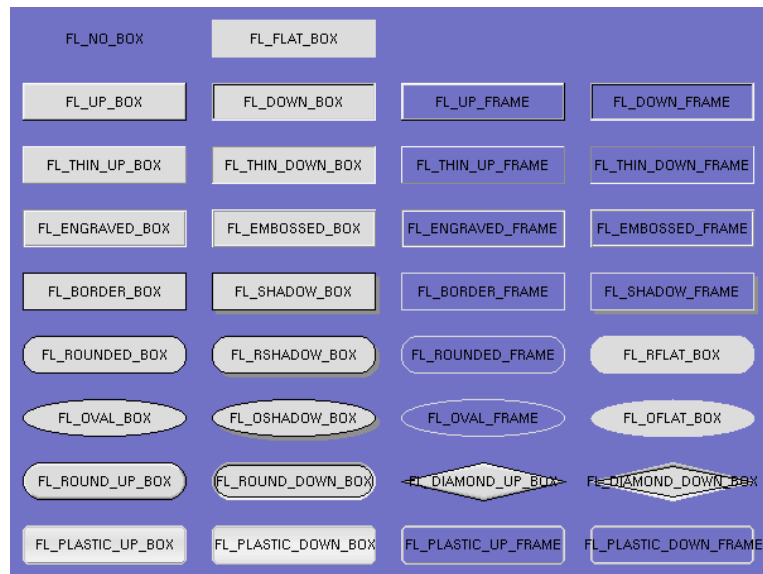 FL_NO_BOX FL_FLAT_BOX
FL_UP_BOX FL_DOWN_BOX FL_UP_FRAME FL_DOWN_FRAME
FL_THIN_UP_BOX FL_THIN_DOWN_BOX FL_THIN_UP_FRAME FL_THIN_DOWN_FRAME
FL_ENGRAVED_BOX FL_EMBOSSED_BOX FL_ENGRAVED_FRAME FL_EMBOSSED_FRAME
FL_BORDER_BOX FL_SHADOW_BOX FL_BORDER_FRAME FL_SHADOW_FRAME
FL_ROUNDED_BOX FL_RSHADOW_BOX FL_ROUNDED_FRAME FL_RFLAT_BOX
FL_OVAL_BOX FL_OSHADOW_BOX FL_OVAL_FRAME FL_OFLAT_BOX
FL_ROUND_UP_BOX FL_ROUND_DOWN_BOX FL_DIAMOND_UP_BOX FL_DIAMOND_DOWN_BOX
FL_PLASTIC_UP_BOX FL_PLASTIC_DOWN_BOX FL_PLASTIC_UP_FRAME FL_PLASTIC_DOWN_FRAME